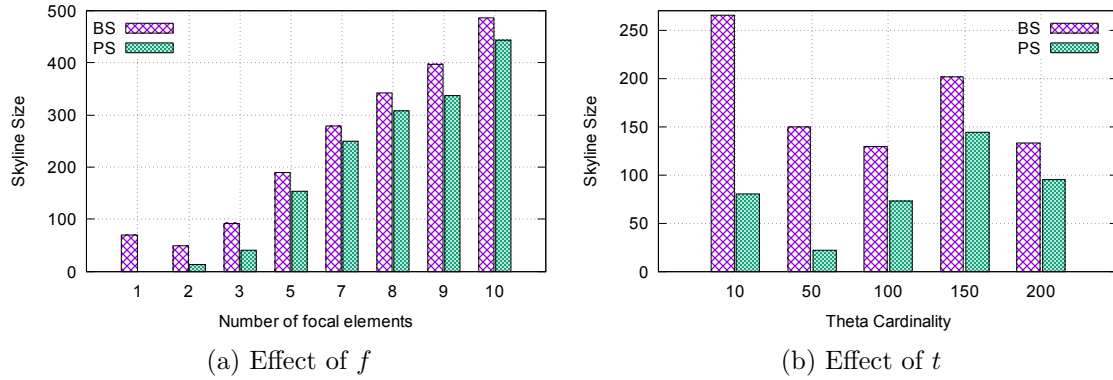 500
400
300
200
100
0
Skyline Size
BS
PS
1 2 3 5 7 8 9 10
Number of focal elements
(a) Effect of f
250
200
150
100
50
0
Skyline Size
BS
PS
10 50 100 150 200
Theta Cardinality
(b) Effect of t